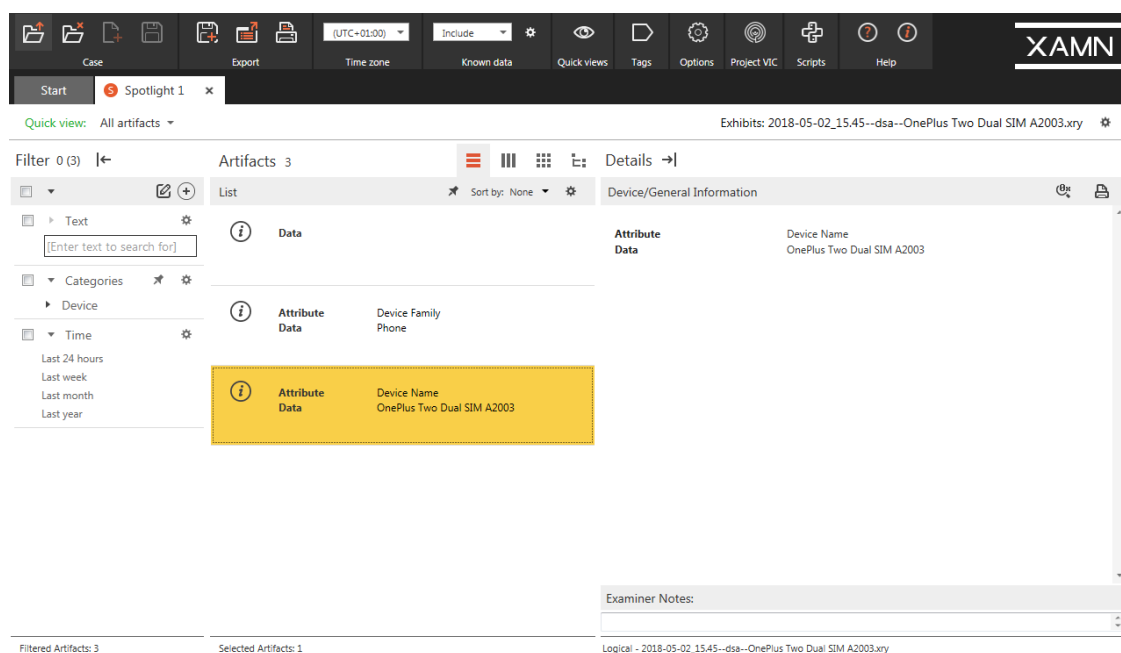 (UTC+01:00)
Include
Case
Export
Time zone
Known data
Quick views
Tags
Options
Project VIC
Scripts
Help
XAMN
Start
S Spotlight 1 ×
Quick view: All artifacts
Exhibits: 2018-05-02_15.45--dsa--OnePlus Two Dual SIM A2003.xry
Filter 0 (3)
Artifacts 3
Details
List
Sort by: None
Device/General Information
Text
[Enter text to search for]
Categories
Device
Time
Last 24 hours
Last week
Last month
Last year
Data
Attribute Device Family
Data Phone
Attribute Device Name
Data OnePlus Two Dual SIM A2003
Attribute Device Name
Data OnePlus Two Dual SIM A2003
Examiner Notes:
Filtered Artifacts: 3
Selected Artifacts: 1
Logical - 2018-05-02_15.45--dsa--OnePlus Two Dual SIM A2003.xry